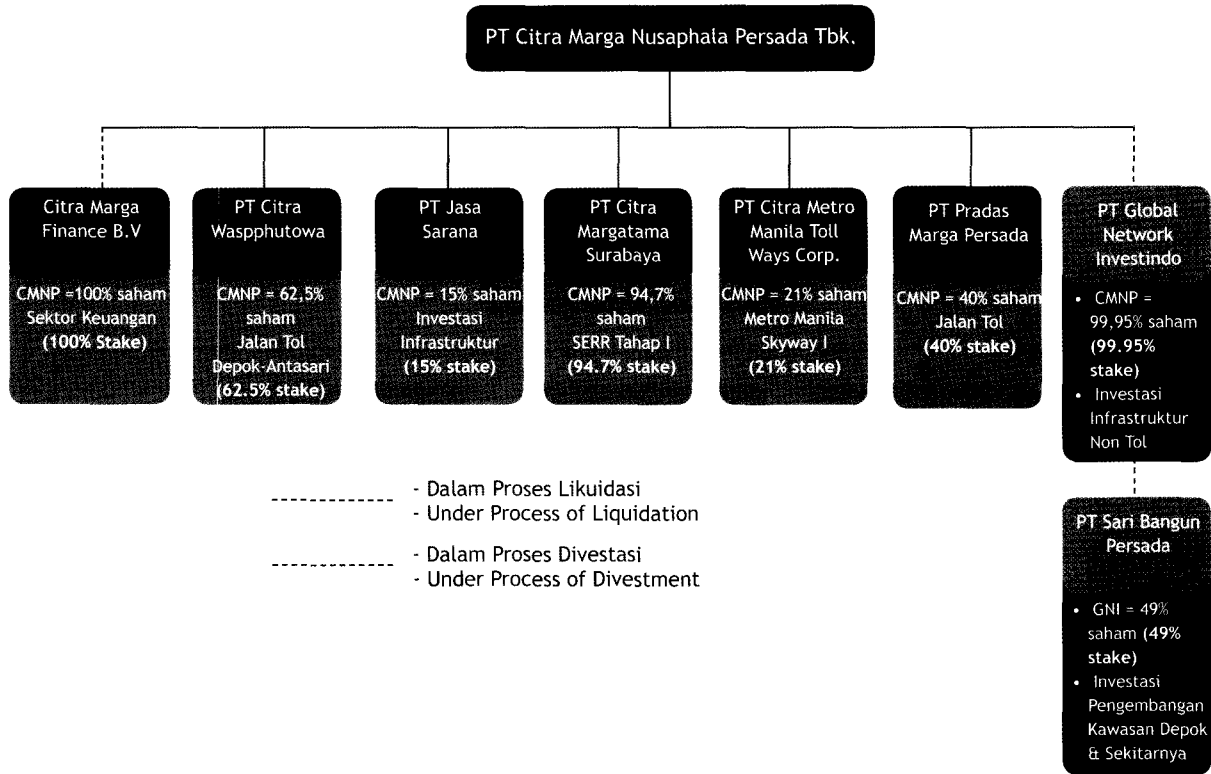 PT Citra Marga Nusaphala Persada Tbk.
Citra Marga
Finance B.V
CMNP =100% saham
Sektor Keuangan
(100% Stake)
PT Citra
Waspphutowa
CMNP = 62,5%
saham
Jalan Tol
Depok-Antasari
(62.5% stake)
PT Jasa
Sarana
CMNP = 15% saham
Investasi
Infrastruktur
(15% stake)
PT Citra
Margatama
Surabaya
CMNP = 94,7%
saham
SERR Tahap I
(94.7% stake)
PT Citra Metro
Manila Toll
Ways Corp.
CMNP = 21% saham
Metro Manila
Skyway I
(21% stake)
PT Pradas
Marga Persada
CMNP = 40% saham
Jalan Tol
(40% stake)
PT Global
Network
Investindo
• CMNP =
99,95% saham
(99.95%
stake)
• Investasi
Infrastruktur
Non Tol
PT Sari Bangun
Persada
• GNI = 49%
saham (49%
stake)
• Investasi
Pengembangan
Kawasan Depok
& Sekitarnya
- Dalam Proses Likuidasi
- Under Process of Liquidation
- Dalam Proses Divestasi
- Under Process of Divestment